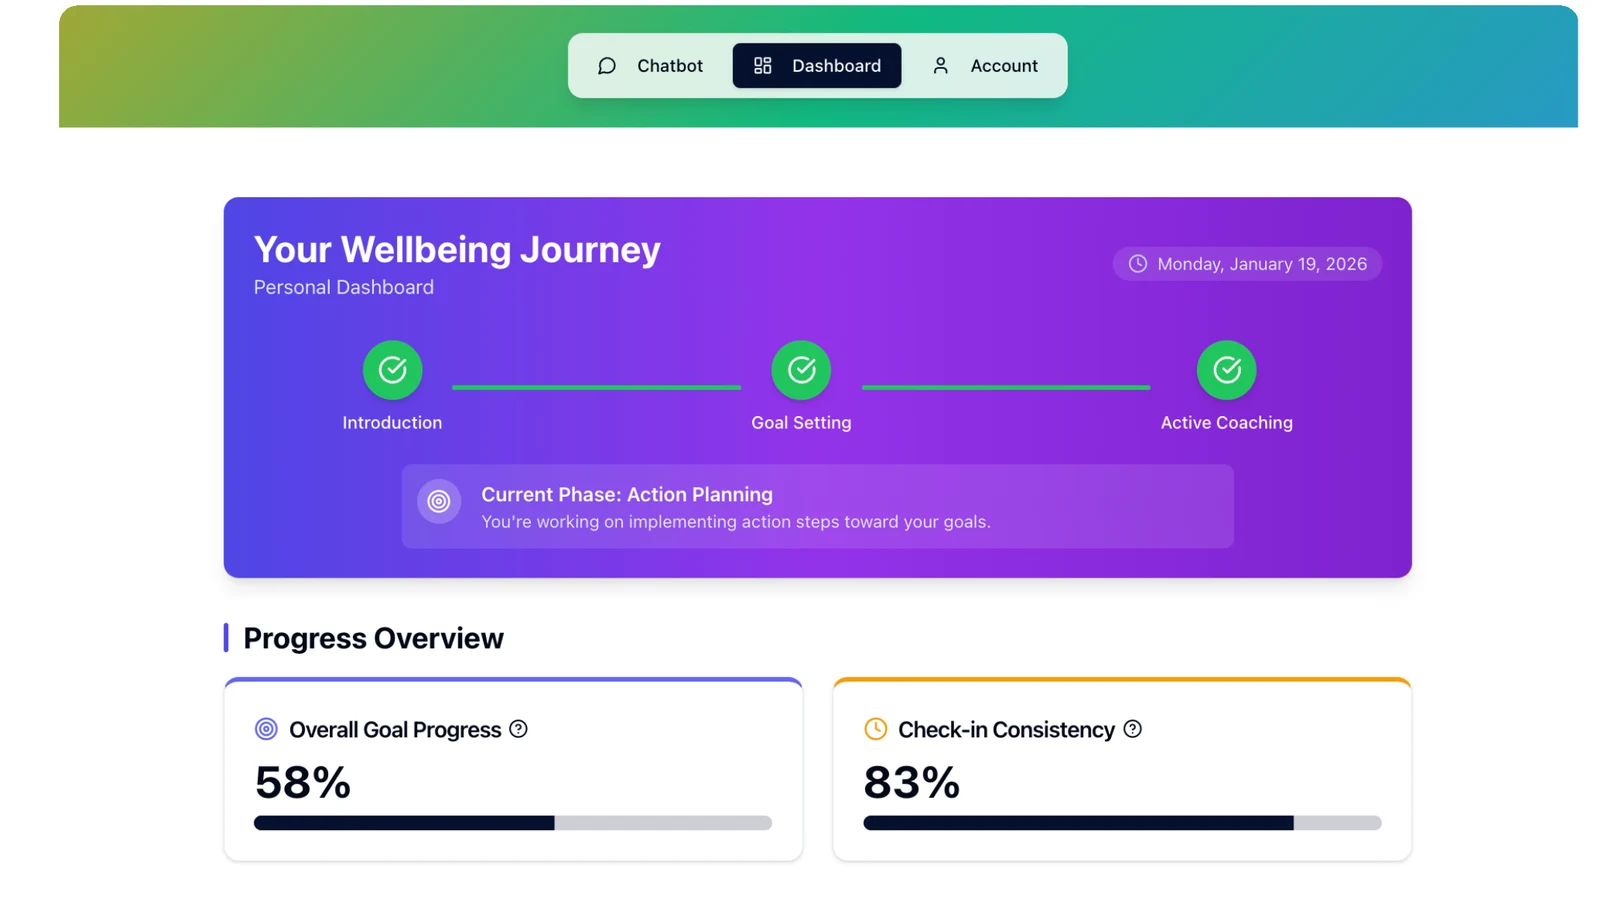 Chatbot
Dashboard
Account
Your Wellbeing Journey
Personal Dashboard
Monday, January 19, 2026
Introduction
Goal Setting
Active Coaching
Current Phase: Action Planning
You're working on implementing action steps toward your goals.
Progress Overview
Overall Goal Progress
58%
Check-in Consistency
83%